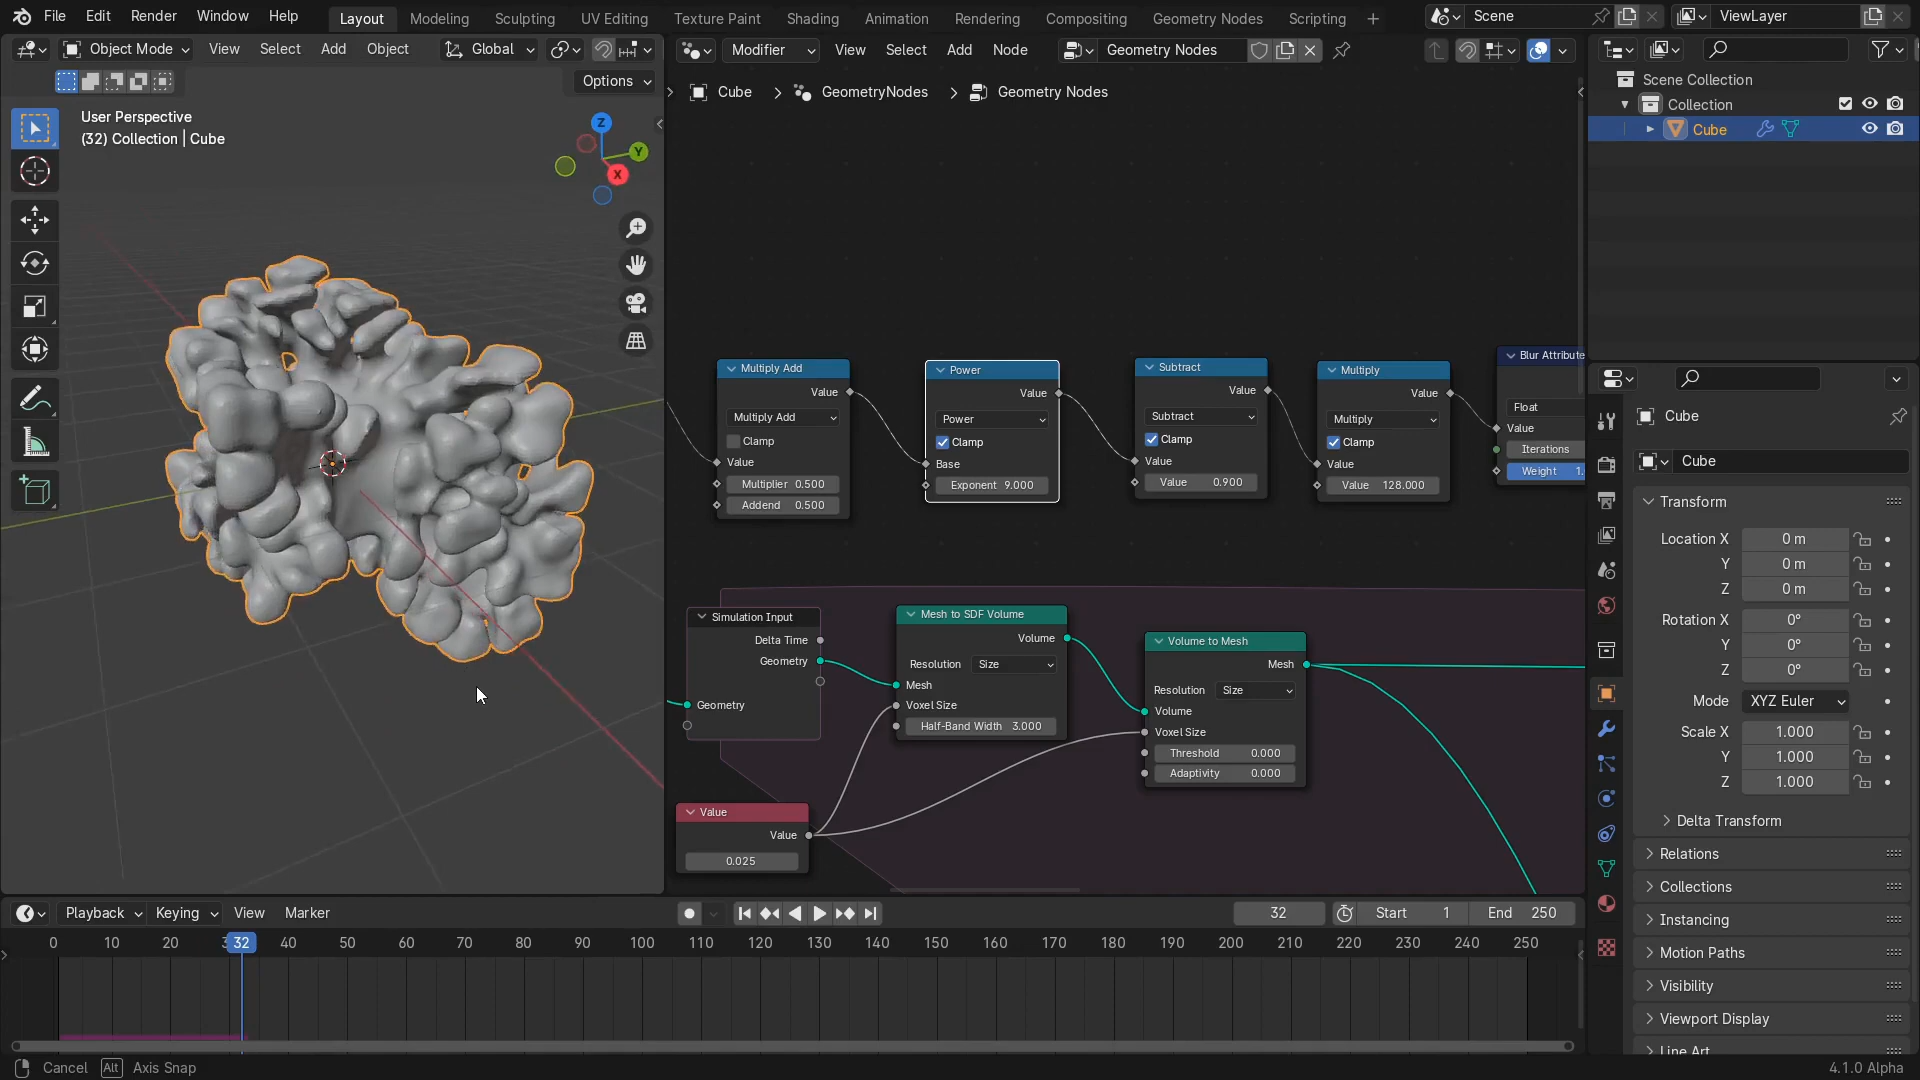 File Edit Render Window Help Layout Modeling Sculpting UV Editing Texture Paint Shading Animation Rendering Compositing Geometry Nodes Scripting + Scene ViewLayer
Object Mode View Select Add Object Global
Modifier View Select Add Node Geometry Nodes
Options
User Perspective
(32) Collection | Cube
Z
Y
X
Cube > GeometryNodes > Geometry Nodes
Multiply Add
Value
Multiply Add
Clamp
Value
Multiplier 0.500
Addend 0.500
Power
Value
Power
Clamp
Base
Exponent 9.000
Subtract
Value
Subtract
Clamp
Value
Value 0.900
Multiply
Value
Multiply
Clamp
Value
Value 128.000
Blur Attribute
Float
Value
Iterations
Weight 1.
Simulation Input
Delta Time
Geometry
Geometry
Mesh to SDF Volume
Volume
Resolution Size
Mesh
Voxel Size
Half-Band Width 3.000
Volume to Mesh
Mesh
Resolution Size
Volume
Voxel Size
Threshold 0.000
Adaptivity 0.000
Value
Value
0.025
Scene Collection
Collection
Cube
Cube
Cube
Transform
Location X 0 m
Y 0 m
Z 0 m
Rotation X 0°
Y 0°
Z 0°
Mode XYZ Euler
Scale X 1.000
Y 1.000
Z 1.000
Delta Transform
Relations
Collections
Instancing
Motion Paths
Visibility
Viewport Display
Line Art
Playback Keying View Marker 32 Start 1 End 250
0 10 20 3 32 40 50 60 70 80 90 100 110 120 130 140 150 160 170 180 190 200 210 220 230 240 250
Cancel Alt Axis Snap 4.1.0 Alpha